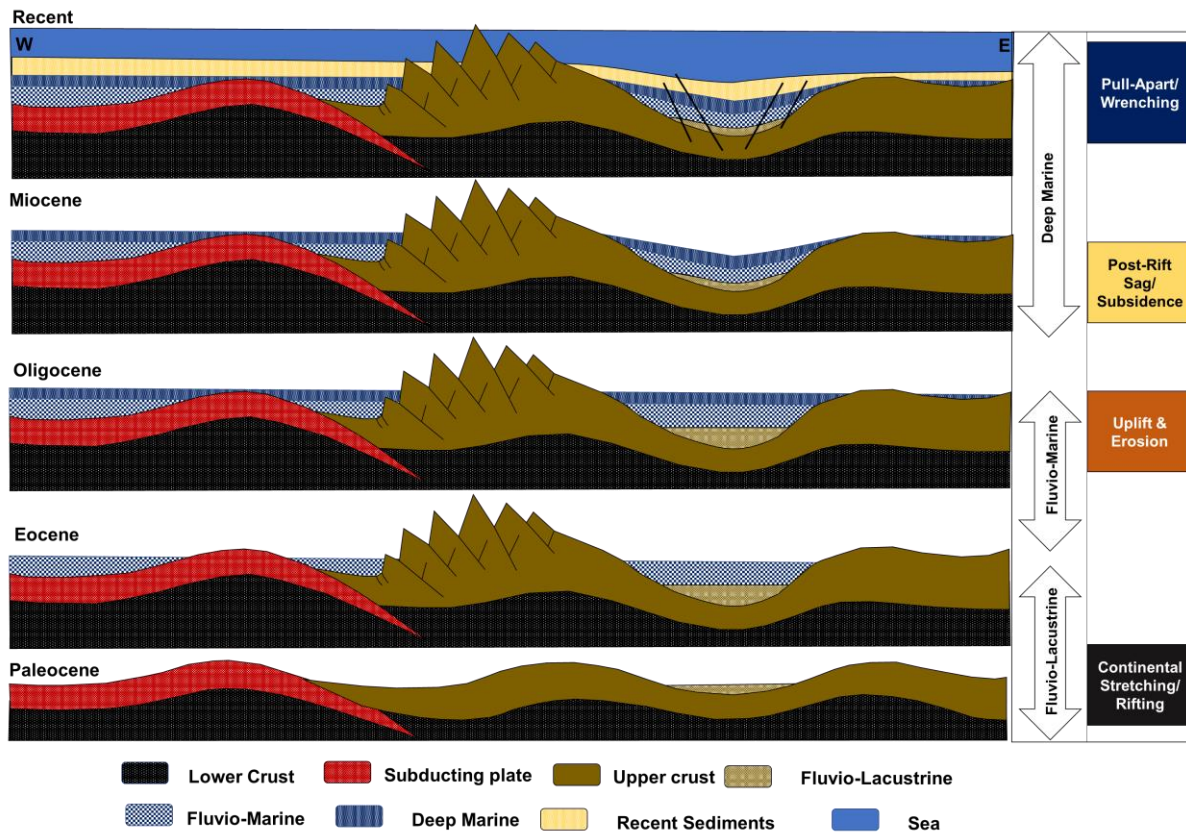 Recent
W
E
Pull-Apart/
Wrenching
Deep Marine
Miocene
Post-Rift
Sag/
Subsidence
Oligocene
Uplift &
Erosion
Fluvio-Marine
Eocene
Fluvio-Lacustrine
Paleocene
Continental
Stretching/
Rifting
Lower Crust
Subducting plate
Upper crust
Fluvio-Lacustrine
Fluvio-Marine
Deep Marine
Recent Sediments
Sea